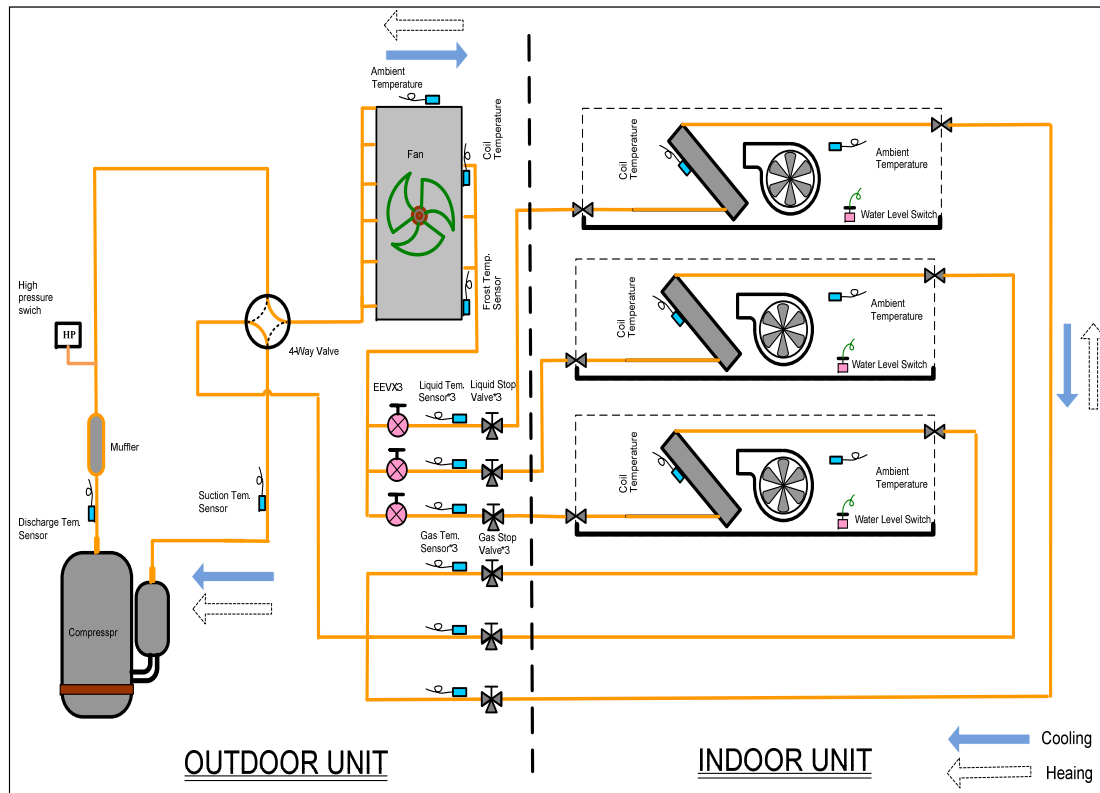 Ambient
Temperature
Fan
Coil
Temperature
Frost Temp.
Sensor
High
pressure
swich
HP
4-Way Valve
Muffler
Discharge Tem.
Sensor
Suction Tem.
Sensor
Compresspr
EEVX3
Liquid Tem.
Sensor*3
Liquid Stop
Valve*3
Gas Tem.
Sensor*3
Gas Stop
Valve*3
Coil
Temperature
Ambient
Temperature
Water Level Switch
Coil
Temperature
Ambient
Temperature
Water Level Switch
Coil
Temperature
Ambient
Temperature
Water Level Switch
OUTDOOR UNIT
INDOOR UNIT
Cooling
Heaing